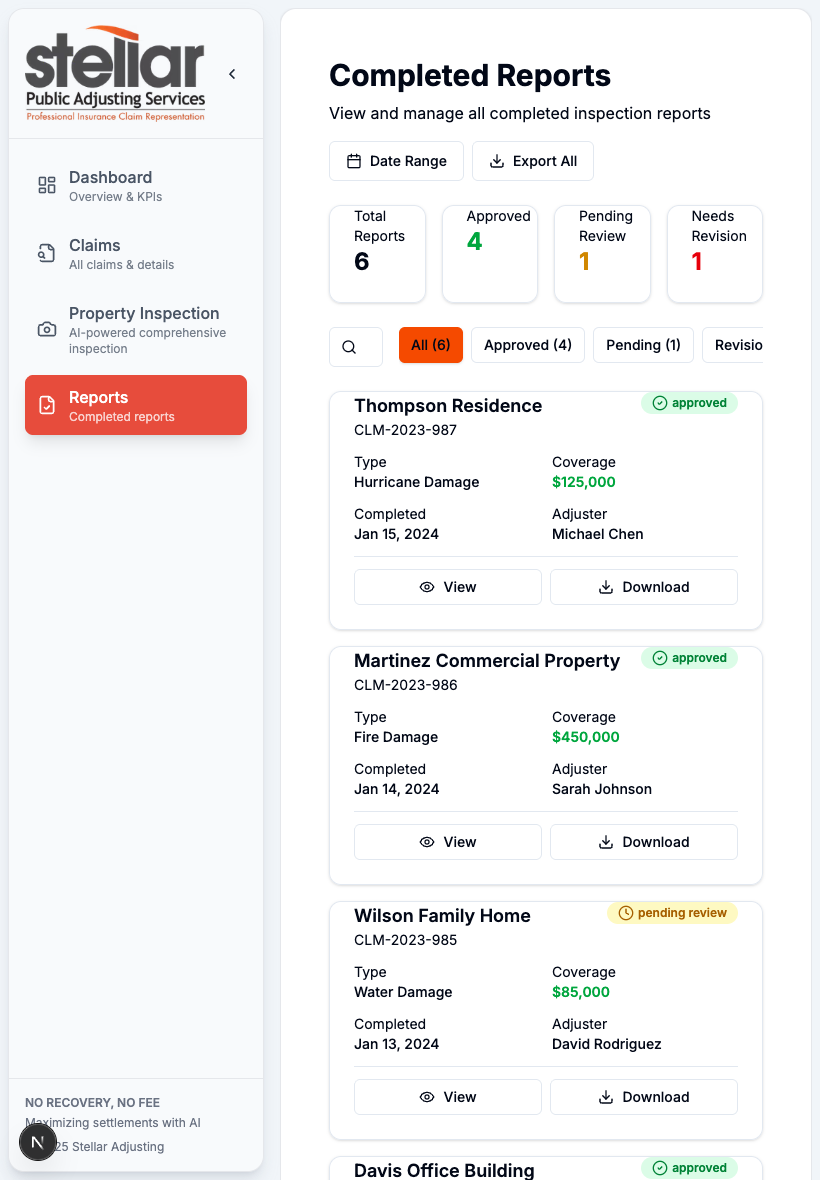 stellar
Public Adjusting Services
Professional Insurance Claim Representation
Dashboard
Overview & KPIs
Claims
All claims & details
Property Inspection
AI-powered comprehensive
inspection
Reports
Completed reports
NO RECOVERY, NO FEE
Maximizing settlements with AI
25 Stellar Adjusting
N
Completed Reports
View and manage all completed inspection reports
Date Range
Export All
Total
Reports
6
Approved
4
Pending
Review
1
Needs
Revision
1
All (6)
Approved (4)
Pending (1)
Revisio
Thompson Residence
approved
CLM-2023-987
Type
Hurricane Damage
Coverage
$125,000
Completed
Jan 15, 2024
Adjuster
Michael Chen
View
Download
Martinez Commercial Property
approved
CLM-2023-986
Type
Fire Damage
Coverage
$450,000
Completed
Jan 14, 2024
Adjuster
Sarah Johnson
View
Download
Wilson Family Home
pending review
CLM-2023-985
Type
Water Damage
Coverage
$85,000
Completed
Jan 13, 2024
Adjuster
David Rodriguez
View
Download
Davis Office Building
approved